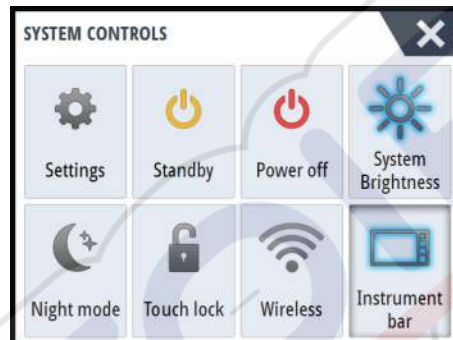 SYSTEM CONTROLS
Settings
Standby
Power off
System
Brightness
Night mode
Touch lock
Wireless
Instrument
bar